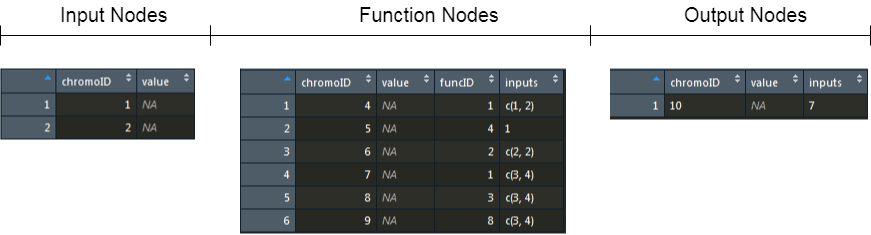 Input Nodes Function Nodes Output Nodes
chromoID value chromoID value funcID inputs chromoID value inputs
1 1 NA 1 4 NA 1 c(1, 2) 1 10 NA 7
2 2 NA 2 5 NA 4 1
3 6 NA 2 c(2, 2)
4 7 NA 1 c(3, 4)
5 8 NA 3 c(3, 4)
6 9 NA 8 c(3, 4)